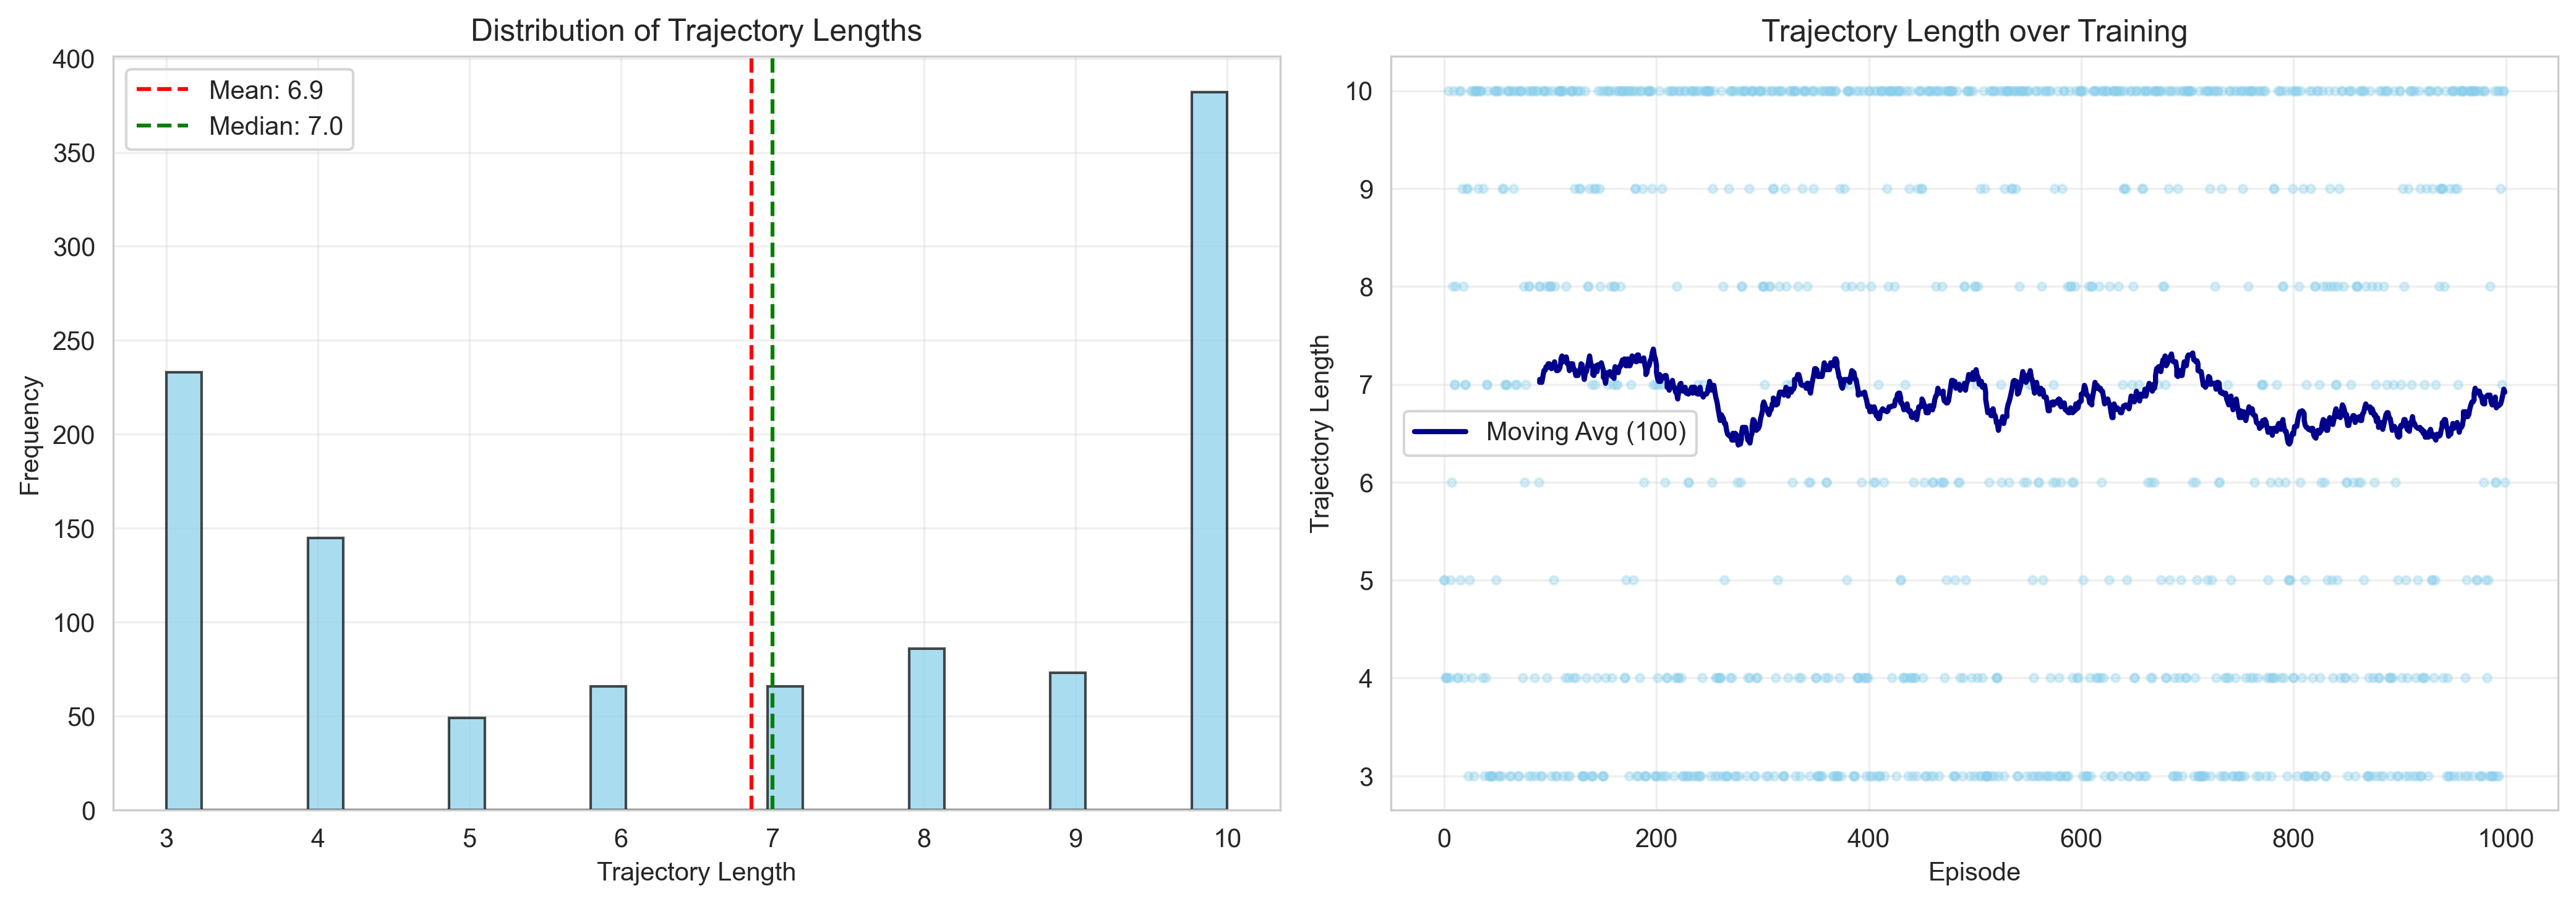 Distribution of Trajectory Lengths
400
350
300
250
200
150
100
50
0
Frequency
Mean: 6.9
Median: 7.0
3 4 5 6 7 8 9 10
Trajectory Length
Trajectory Length over Training
10
9
8
7
6
5
4
3
Trajectory Length
Moving Avg (100)
0 200 400 600 800 1000
Episode